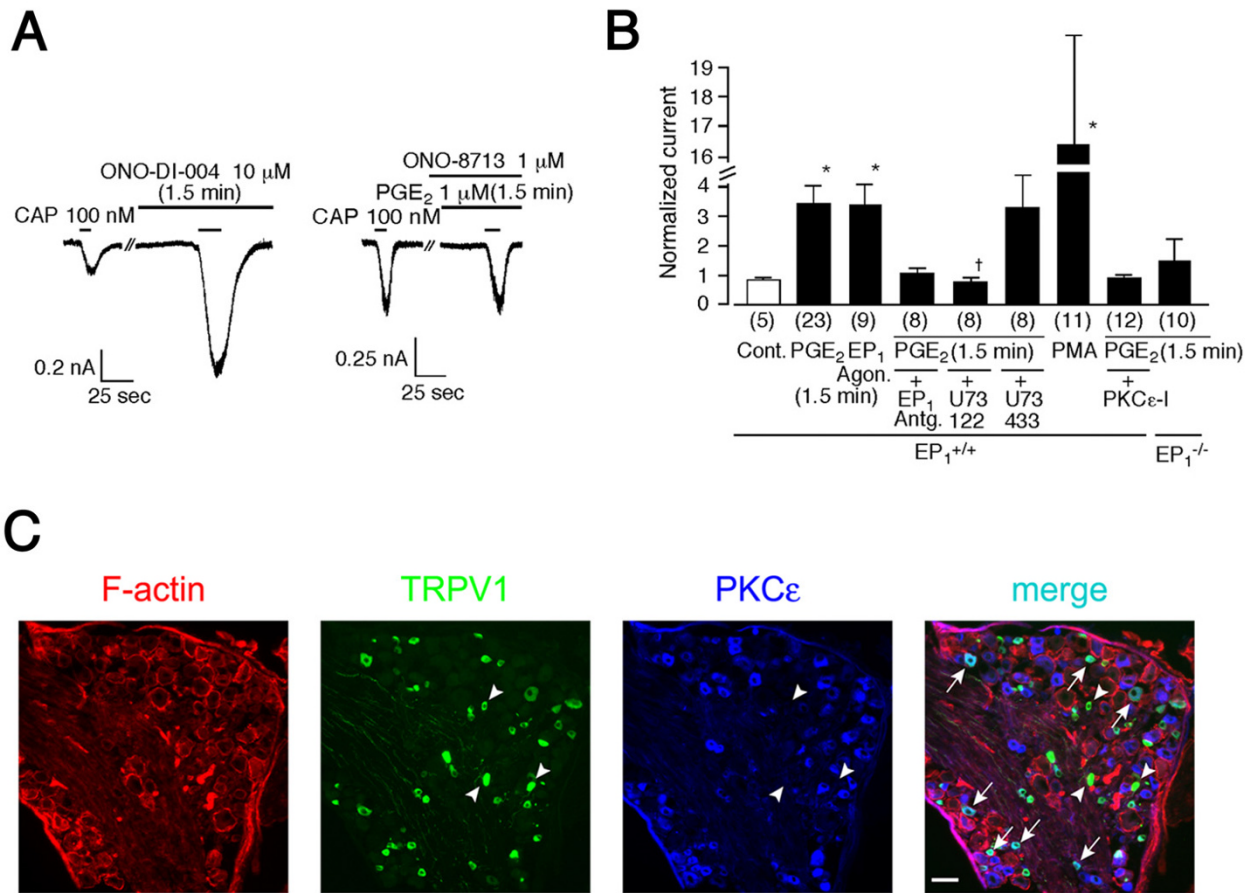 A
ONO-DI-004 10 μM
(1.5 min)
CAP 100 nM
0.2 nA
25 sec
ONO-8713 1 μM
PGE₂ 1 μM(1.5 min)
CAP 100 nM
0.25 nA
25 sec
B
Normalized current
19
18
17
16
4
3
2
1
0
* * † *
(5) (23) (9) (8) (8) (8) (11) (12) (10)
Cont. PGE₂ EP₁ PGE₂(1.5 min) PMA PGE₂(1.5 min)
Agon. + + + +
(1.5 min) EP₁ U73 U73 PKCε-I
Antg. 122 433
EP₁+/+ EP₁-/-
C
F-actin TRPV1 PKCε merge